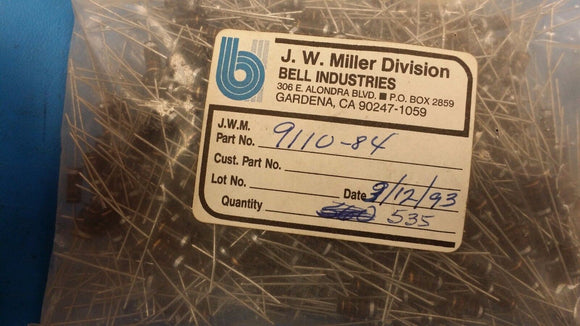 J. W. Miller Division
BELL INDUSTRIES
306 E. ALONDRA BLVD. ■ P.O. BOX 2859
GARDENA, CA 90247-1059
J.W.M.
Part No. 9110-84
Cust. Part No.
Lot No. Date 9/12/93
Quantity 535